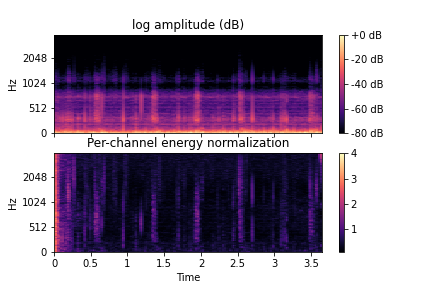 log amplitude (dB)
Hz
2048
1024
512
0
+0 dB
-20 dB
-40 dB
-60 dB
-80 dB
Per-channel energy normalization
Hz
2048
1024
512
0
4
3
2
1
0 0.5 1 1.5 2 2.5 3 3.5
Time